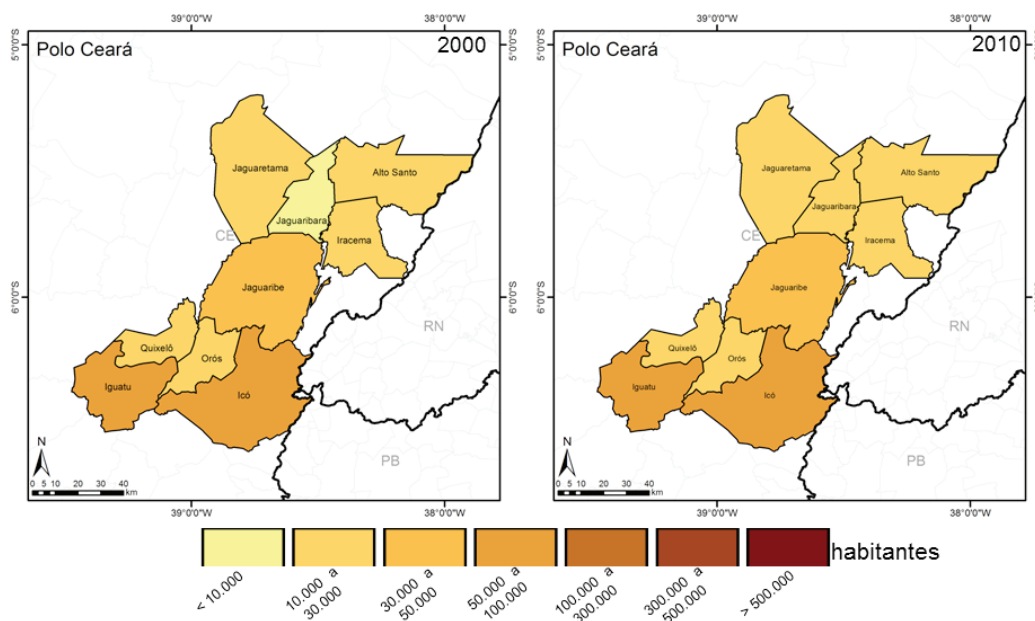 39°0'0"W
38°0'0"W
39°0'0"W
38°0'0"W
5°0'0"S
Polo Ceará
2000
5°0'0"S
Polo Ceará
2010
Jaguaretama
Alto Santo
Jaguaribara
Iracema
CE
Jaguaribe
6°0'0"S
RN
Quixelô
Orós
Iguatu
Icó
PB
N
0 5 10 20 30 40
km
39°0'0"W
38°0'0"W
Jaguaretama
Alto Santo
Jaguaribara
Iracema
CE
Jaguaribe
6°0'0"S
RN
Quixelô
Orós
Iguatu
Icó
PB
N
0 5 10 20 30 40
km
39°0'0"W
38°0'0"W
habitantes
< 10.000
10.000 a
30.000
30.000 a
50.000
50.000 a
100.000
100.000 a
300.000
300.000 a
500.000
> 500.000